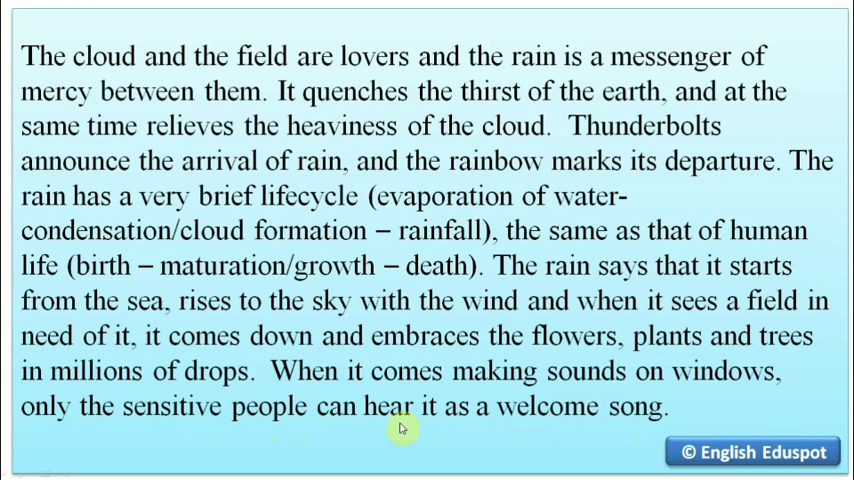 The cloud and the field are lovers and the rain is a messenger of
mercy between them. It quenches the thirst of the earth, and at the
same time relieves the heaviness of the cloud. Thunderbolts
announce the arrival of rain, and the rainbow marks its departure. The
rain has a very brief lifecycle (evaporation of water-
condensation/cloud formation – rainfall), the same as that of human
life (birth – maturation/growth – death). The rain says that it starts
from the sea, rises to the sky with the wind and when it sees a field in
need of it, it comes down and embraces the flowers, plants and trees
in millions of drops. When it comes making sounds on windows,
only the sensitive people can hear it as a welcome song.
© English Eduspot